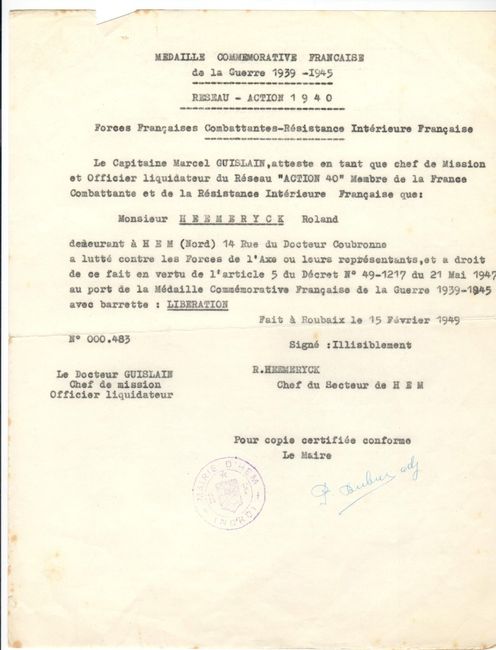 MEDAILLE COMMEMORATIVE FRANCAISE
de la Guerre 1939 -1945
RESEAU - ACTION 1 9 4 0
Forces Françaises Combattantes-Résistance Intérieure Française
Le Capitaine Marcel GUISLAIN,atteste en tant que chef de Mission
et Officier liquidateur du Réseau "ACTION 40" Membre de la France
Combattante et de la Résistance Intérieure Française que:
Monsieur H E E M E R Y C K Roland
demeurant à H E M (Nord) 14 Rue du Docteur Coubronne
a lutté contre les Forces de l'Axe ou leurs représentants,et a droit
de ce fait en vertu de l'article 5 du Décret N° 49-1217 du 21 Mai 1947
au port de la Médaille Commémorative Française de la Guerre 1939-1945
avec barrette : LIBERATION
Fait à Roubaix le 15 Février 1949
N° 000.483
Signé :Illisiblement
Le Docteur GUISLAIN
Chef de mission
Officier liquidateur
R.HEEMERYCK
Chef du Secteur de H E M
Pour copie certifiée conforme
Le Maire
MAIRIE D'HEM
(NORD)
adj